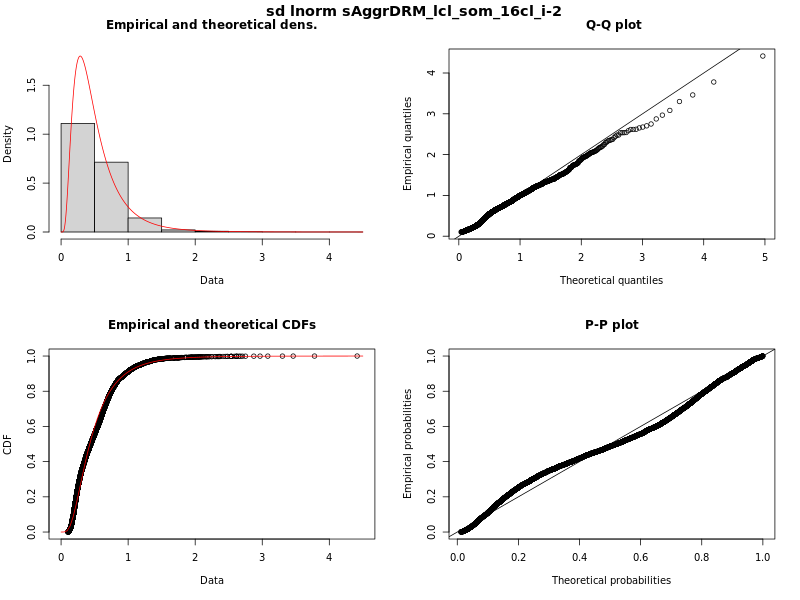 sd lnorm sAggrDRM_lcl_som_16cl_i-2
Empirical and theoretical dens.
Density
0.0 0.5 1.0 1.5
0 1 2 3 4
Data
Q-Q plot
Empirical quantiles
0 1 2 3 4
0 1 2 3 4 5
Theoretical quantiles
Empirical and theoretical CDFs
CDF
0.0 0.2 0.4 0.6 0.8 1.0
0 1 2 3 4
Data
P-P plot
Empirical probabilities
0.0 0.2 0.4 0.6 0.8 1.0
0.0 0.2 0.4 0.6 0.8 1.0
Theoretical probabilities